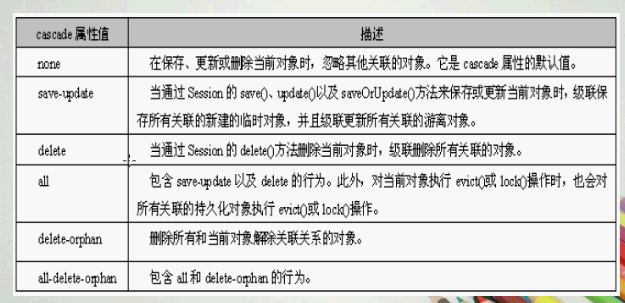 cascade 属性值 描述
none 在保存、更新或删除当前对象时，忽略其他关联的对象。它是 cascade 属性的默认值。
save-update 当通过 Session 的 save()、update()以及 saveOrUpdate()方法来保存或更新当前对象时，级联保
存所有关联的新建的临时对象，并且级联更新所有关联的游离对象。
delete 当通过 Session 的 delete()方法删除当前对象时，级联删除所有关联的对象。
all 包含 save-update 以及 delete 的行为。此外，对当前对象执行 evict()或 lock()操作时，也会对
所有关联的持久化对象执行 evict()或 lock()操作。
delete-orphan 删除所有和当前对象解除关联关系的对象。
all-delete-orphan 包含 all 和 delete-orphan 的行为。